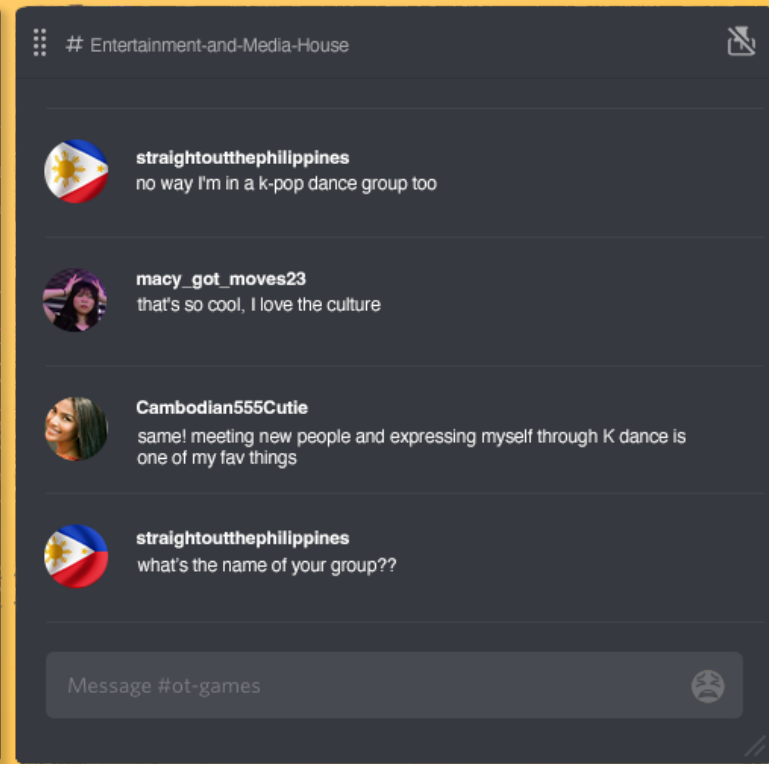 # Entertainment-and-Media-House
straightoutthephilippines
no way I'm in a k-pop dance group too
macy_got_moves23
that's so cool, I love the culture
Cambodian555Cutie
same! meeting new people and expressing myself through K dance is
one of my fav things
straightoutthephilippines
what's the name of your group??
Message #ot-games